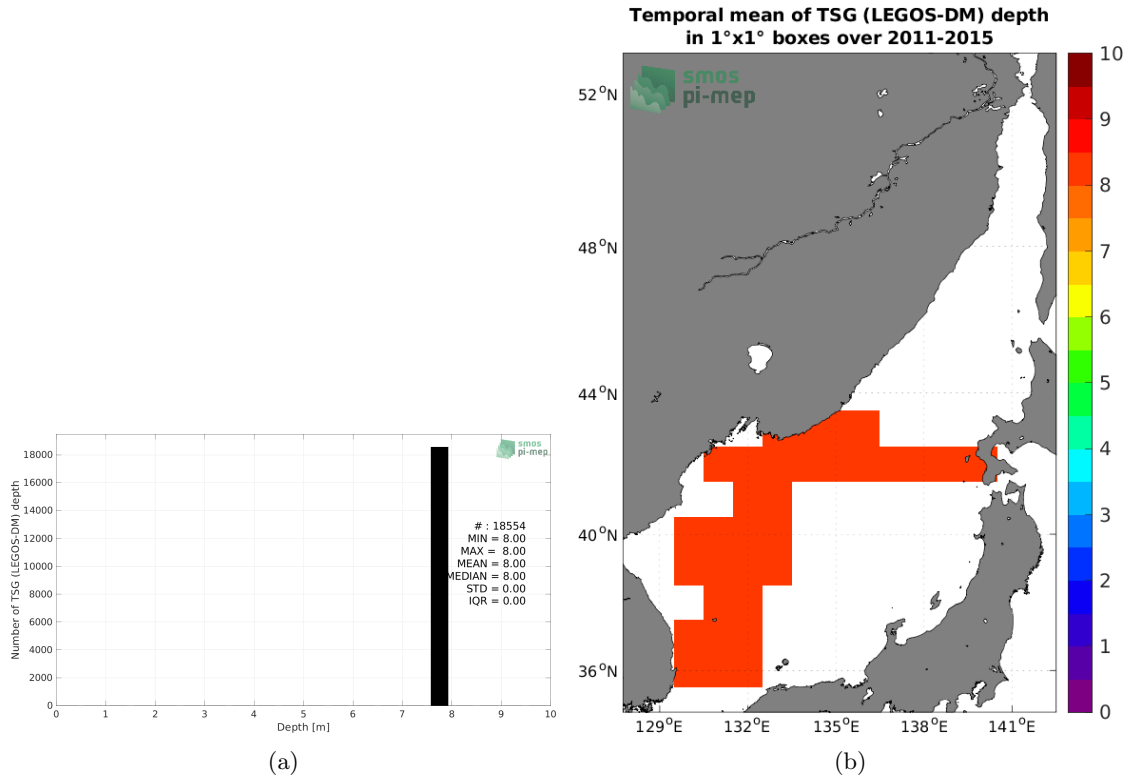 Temporal mean of TSG (LEGOS-DM) depth
in 1°x1° boxes over 2011-2015
smos
pi-mep
52°N
48°N
44°N
40°N
36°N
129°E
132°E
135°E
138°E
141°E
10
9
8
7
6
5
4
3
2
1
0
smos
pi-mep
Number of TSG (LEGOS-DM) depth
18000
16000
14000
12000
10000
8000
6000
4000
2000
0
# : 18554
MIN = 8.00
MAX = 8.00
MEAN = 8.00
MEDIAN = 8.00
STD = 0.00
IQR = 0.00
0 1 2 3 4 5 6 7 8 9 10
Depth [m]
(a)
(b)